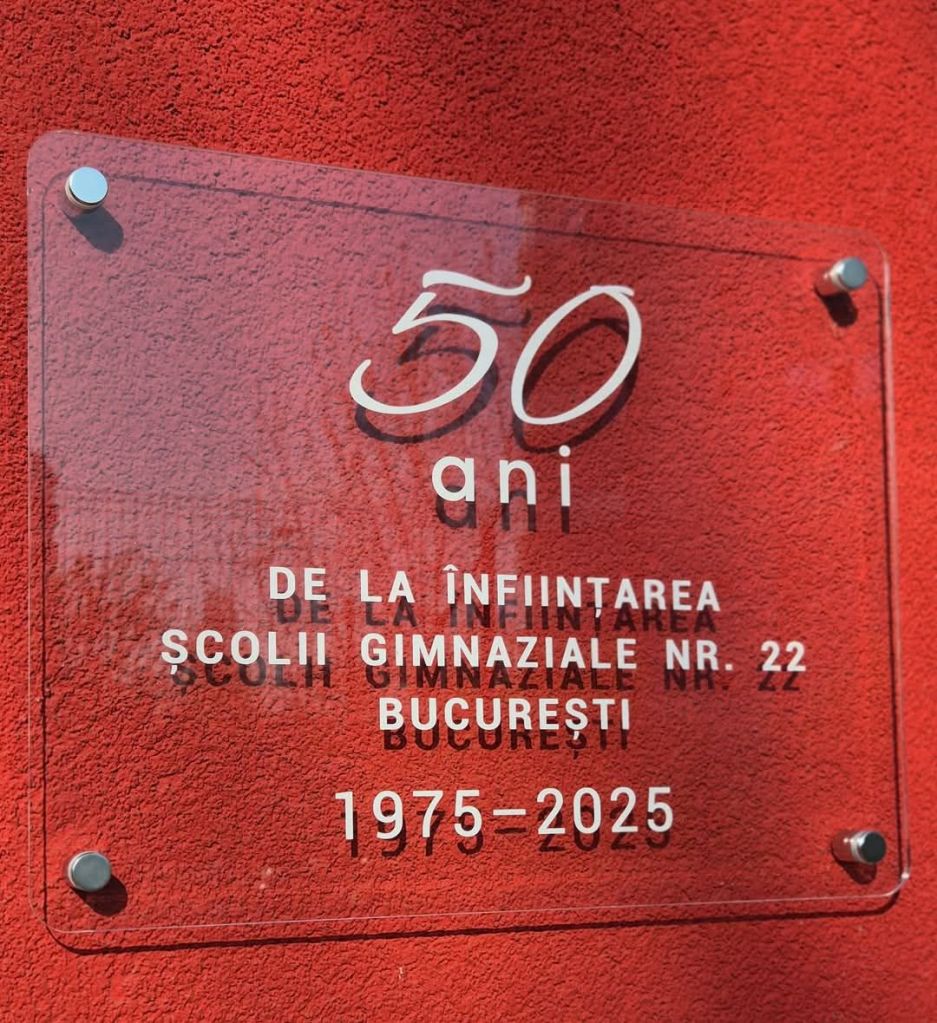 50
ani
DE LA ÎNFIINȚAREA
ȘCOLII GIMNAZIALE NR. 22
BUCUREȘTI
1975–2025